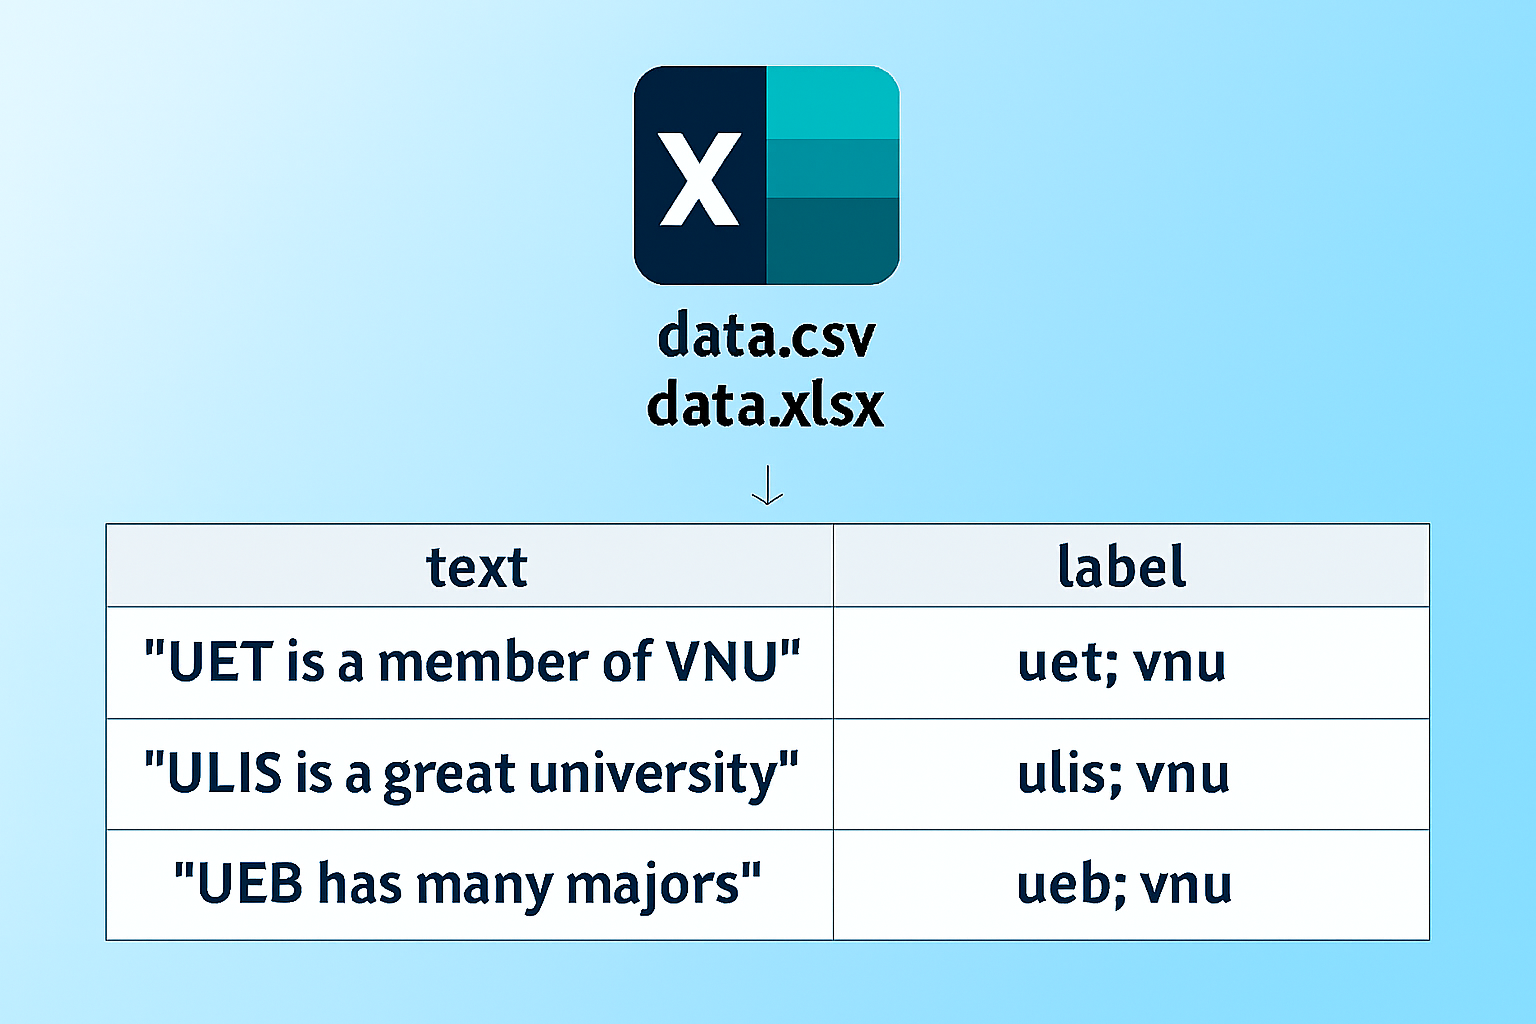 X
data.csv
data.xlsx
text label
"UET is a member of VNU" uet; vnu
"ULIS is a great university" ulis; vnu
"UEB has many majors" ueb; vnu